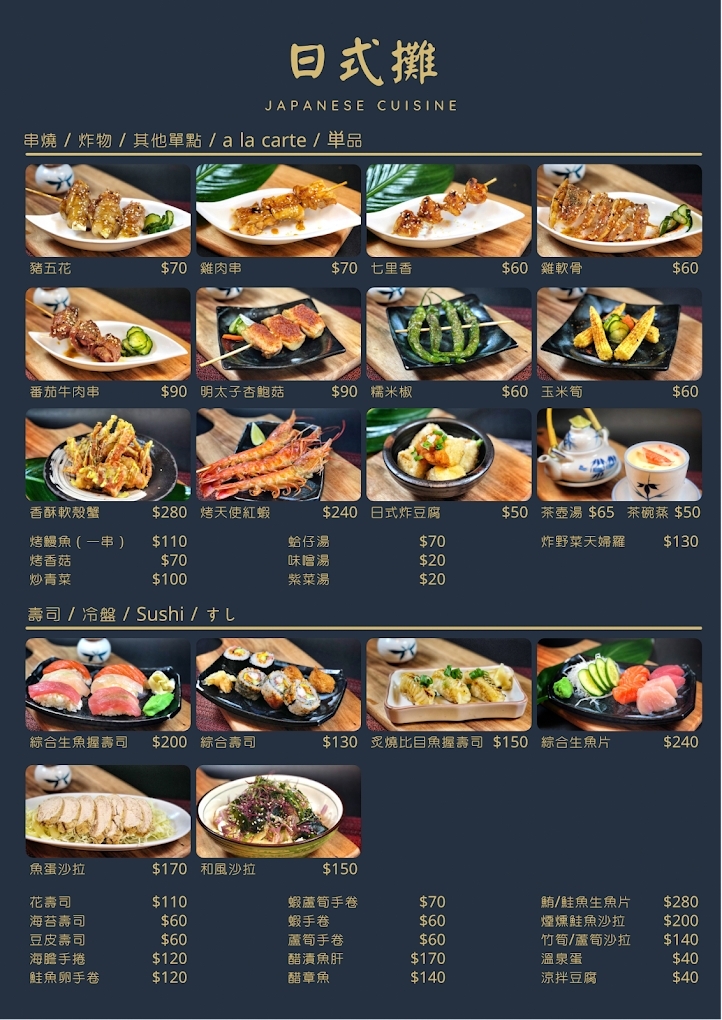 日式攤
JAPANESE CUISINE
串燒 / 炸物 / 其他單點 / a la carte / 単品
豬五花 $70
雞肉串 $70
七里香 $60
雞軟骨 $60
番茄牛肉串 $90
明太子杏鮑菇 $90
糯米椒 $60
玉米筍 $60
香酥軟殼蟹 $280
烤天使紅蝦 $240
日式炸豆腐 $50
茶壺湯 $65 茶碗蒸 $50
烤鰻魚 ( 一串 ) $110
烤香菇 $70
炒青菜 $100
蛤仔湯 $70
味噌湯 $20
紫菜湯 $20
炸野菜天婦羅 $130
壽司 / 冷盤 / Sushi / すし
綜合生魚握壽司 $200
綜合壽司 $130
炙燒比目魚握壽司 $150
綜合生魚片 $240
魚蛋沙拉 $170
和風沙拉 $150
花壽司 $110
海苔壽司 $60
豆皮壽司 $60
海膽手捲 $120
鮭魚卵手卷 $120
蝦蘆筍手卷 $70
蝦手卷 $60
蘆筍手卷 $60
醋漬魚肝 $170
醋章魚 $140
鮪/鮭魚生魚片 $280
煙燻鮭魚沙拉 $200
竹筍/蘆筍沙拉 $140
溫泉蛋 $40
涼拌豆腐 $40